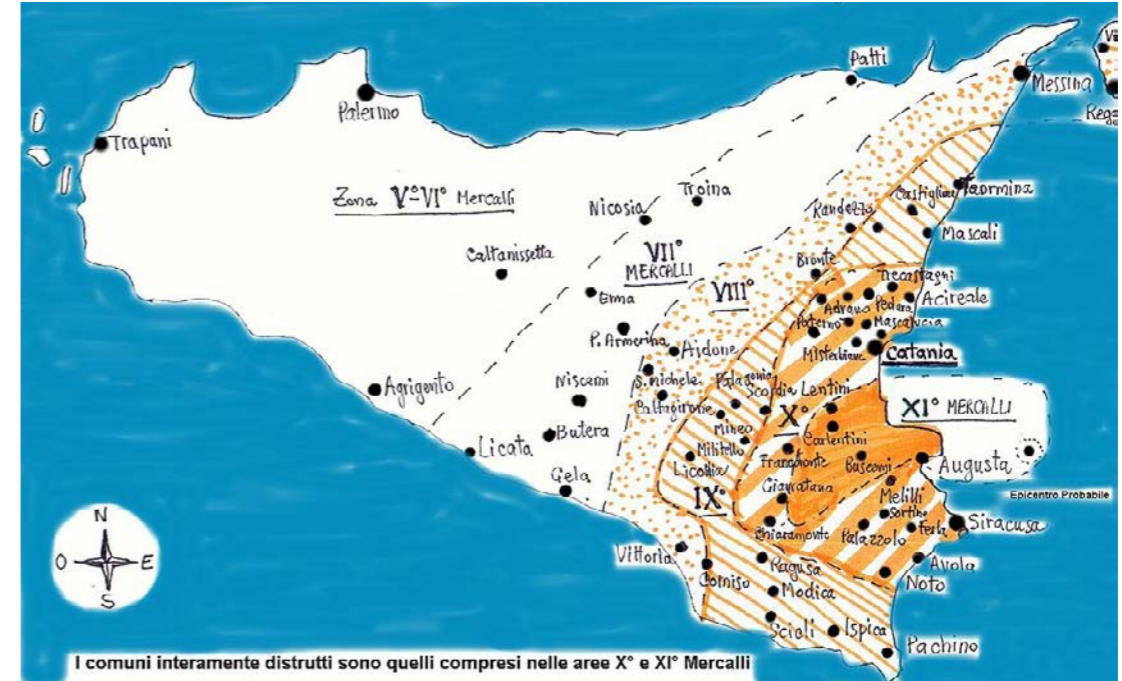 Patti
Messina
Palermo
Trapani
Zona V°-VI° Mercalli
Troina
Nicosia
Taormina
Randazzo
Mascali
VII°
MERCALLI
Caltanissetta
Bronte
Trecastagni
VIII°
Enna
Adrano
Pedara
Acireale
Paternò
Mascalucia
P. Armerina
Misterbianco
Catania
Aidone
S. Michele
Niscemi
Agrigento
Caltagirone
Palagonia
Scordia
Lentini
XI° MERCALLI
X°
Mineo
Carlentini
Butera
Licata
Militello
Francofonte
Buscemi
Augusta
Licodia
Gela
Giarratana
Melilli
Epicentro Probabile
IX°
Sortino
N
Chiaramonte
Palazzolo
Ferla
Siracusa
Vittoria
O
E
Ragusa
Avola
Comiso
Noto
Modica
S
Scicli
Ispica
Pachino
I comuni interamente distrutti sono quelli compresi nelle aree X° e XI° Mercalli